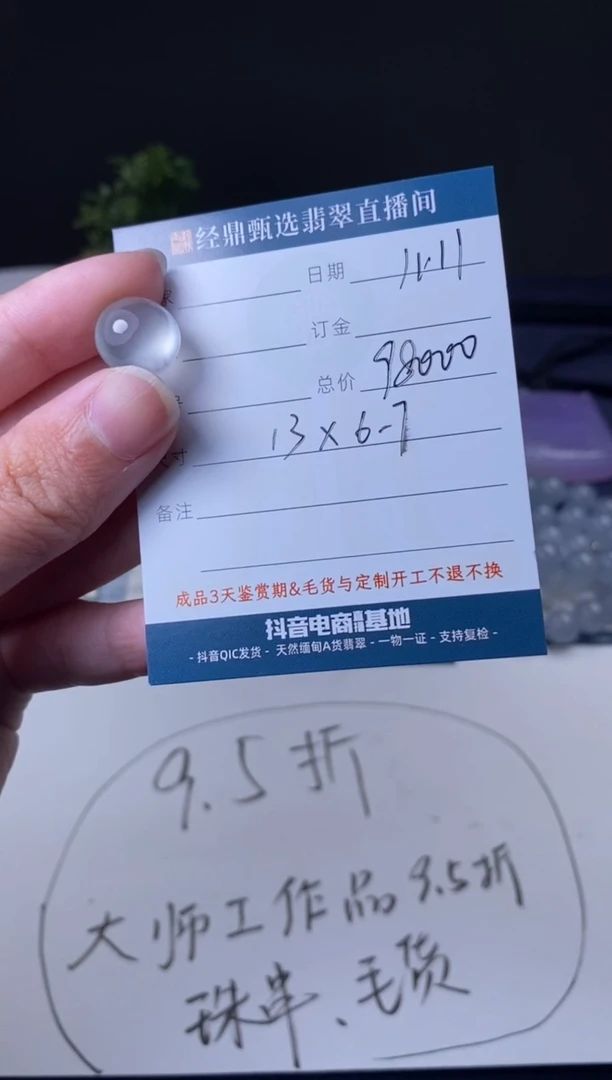 经鼎甄选翡翠直播间
日期 11.11
订金
总价 98000
寸 13×6-7
备注
成品3天鉴赏期&毛货与定制开工不退不换
抖音电商基地
- 抖音QIC发货 - 天然缅甸A货翡翠 - 一物一证 - 支持复检 -
9.5折
大师工作品9.5折
珠串、毛货